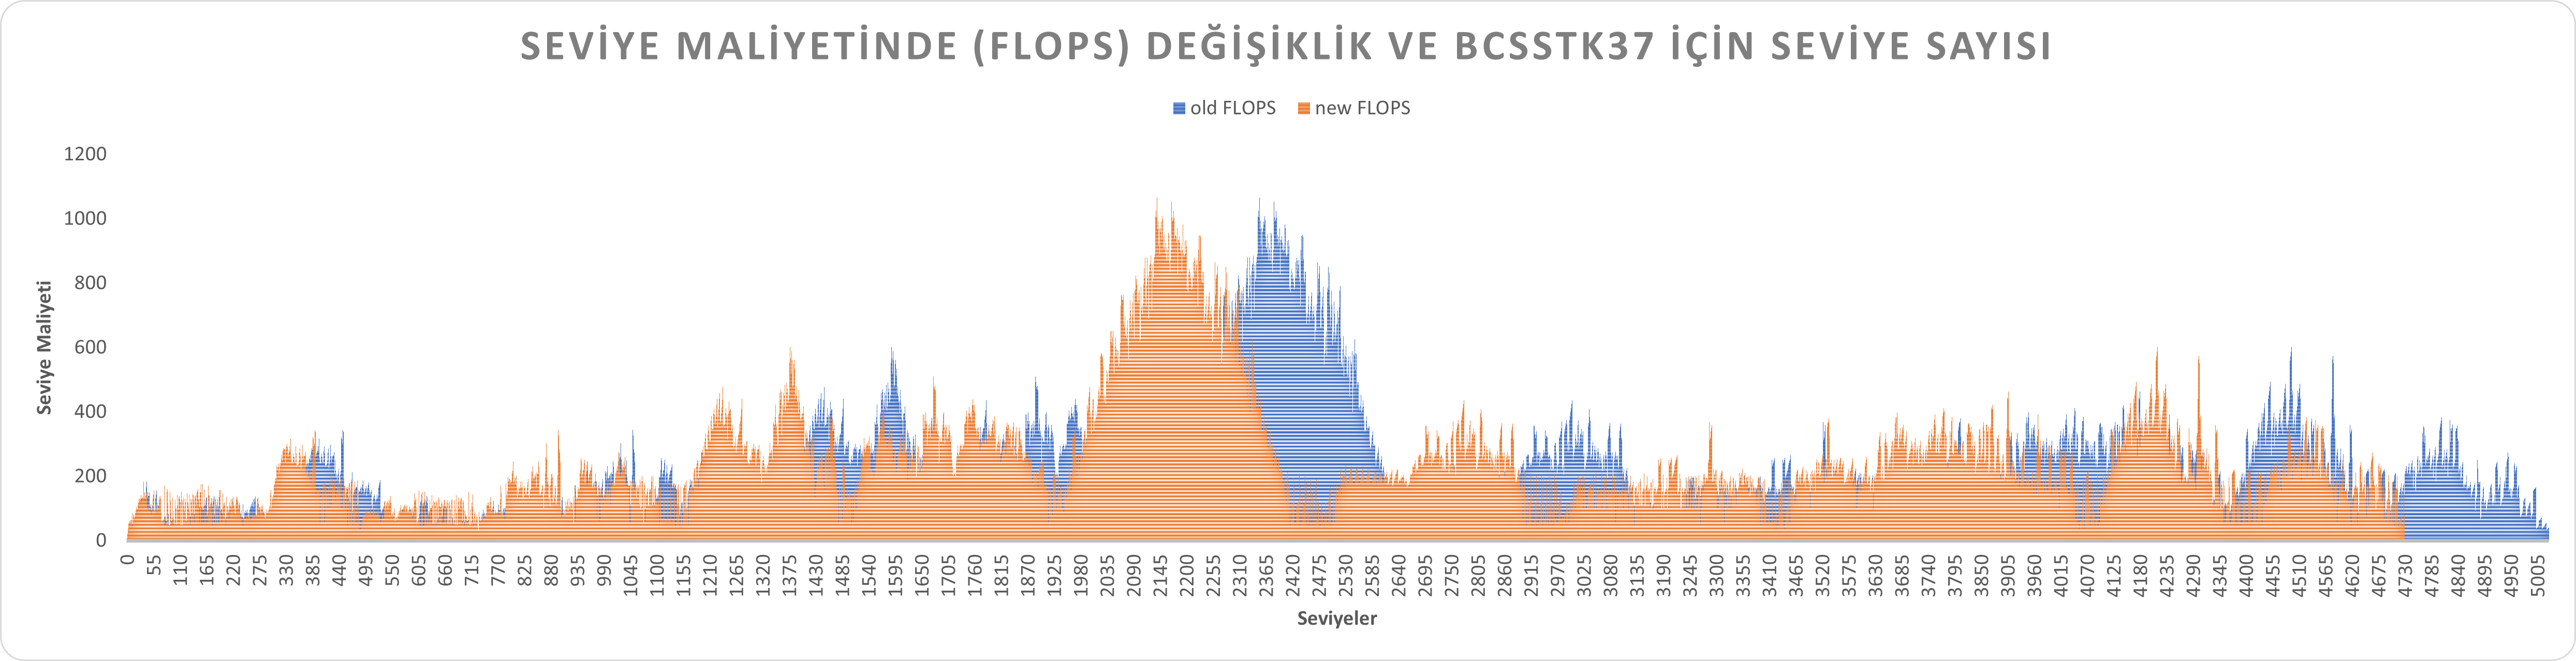 SEVİYE MALİYETİNDE (FLOPS) DEĞİŞİKLİK VE BCSSTK37 İÇİN SEVİYE SAYISI
old FLOPS new FLOPS
Seviye Maliyeti
1200
1000
800
600
400
200
0
0 55 110 165 220 275 330 385 440 495 550 605 660 715 770 825 880 935 990 1045 1100 1155 1210 1265 1320 1375 1430 1485 1540 1595 1650 1705 1760 1815 1870 1925 1980 2035 2090 2145 2200 2255 2310 2365 2420 2475 2530 2585 2640 2695 2750 2805 2860 2915 2970 3025 3080 3135 3190 3245 3300 3355 3410 3465 3520 3575 3630 3685 3740 3795 3850 3905 3960 4015 4070 4125 4180 4235 4290 4345 4400 4455 4510 4565 4620 4675 4730 4785 4840 4895 4950 5005
Seviyeler